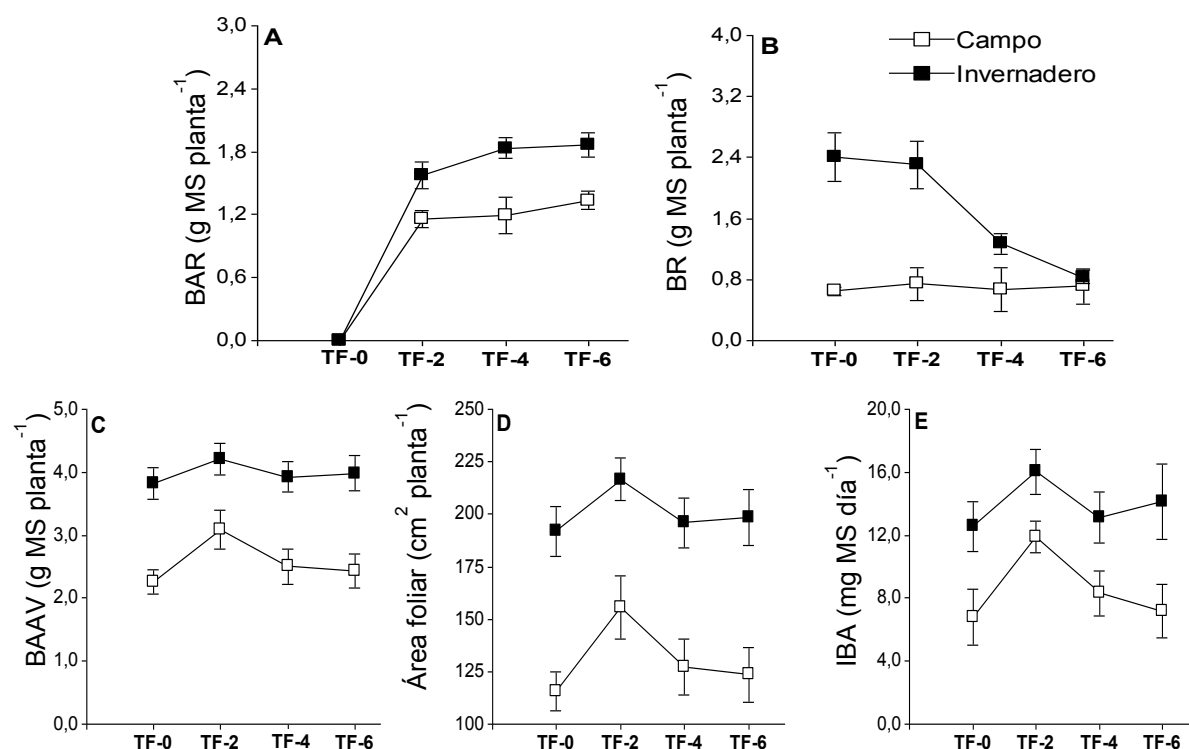 A
BAR (g MS planta⁻¹)
3,0
2,4
1,8
1,2
0,6
0,0
TF-0 TF-2 TF-4 TF-6
B
Campo
Invernadero
BR (g MS planta⁻¹)
4,0
3,2
2,4
1,6
0,8
0,0
TF-0 TF-2 TF-4 TF-6
C
BAAV (g MS planta⁻¹)
5,0
4,0
3,0
2,0
1,0
0,0
TF-0 TF-2 TF-4 TF-6
D
Área foliar (cm² planta⁻¹)
250
225
200
175
150
125
100
TF-0 TF-2 TF-4 TF-6
E
IBA (mg MS día⁻¹)
20,0
16,0
12,0
8,0
4,0
0,0
TF-0 TF-2 TF-4 TF-6